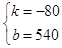 k = −80
b = 540